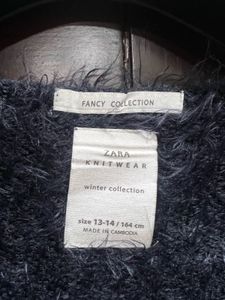 FANCY COLLECTION
ZARA
KNITWEAR
winter collection
size 13-14 / 164 cm
MADE IN CAMBODIA